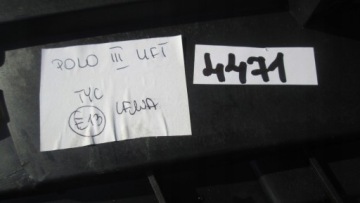 POLO III LIFT
TYC
E13 LEWA
4471